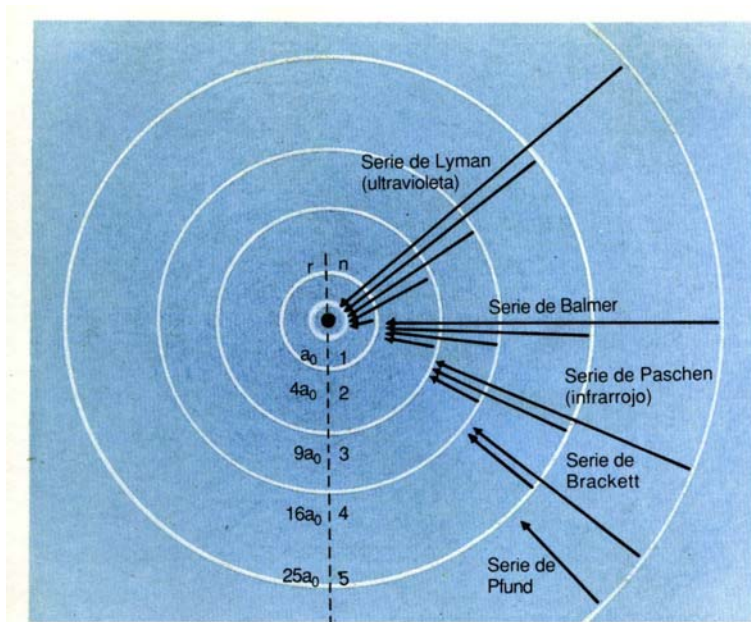 Serie de Lyman
(ultravioleta)
r n
Serie de Balmer
a₀ 1
4a₀ 2
Serie de Paschen
(infrarrojo)
9a₀ 3
Serie de
Brackett
16a₀ 4
25a₀ 5
Serie de
Pfund